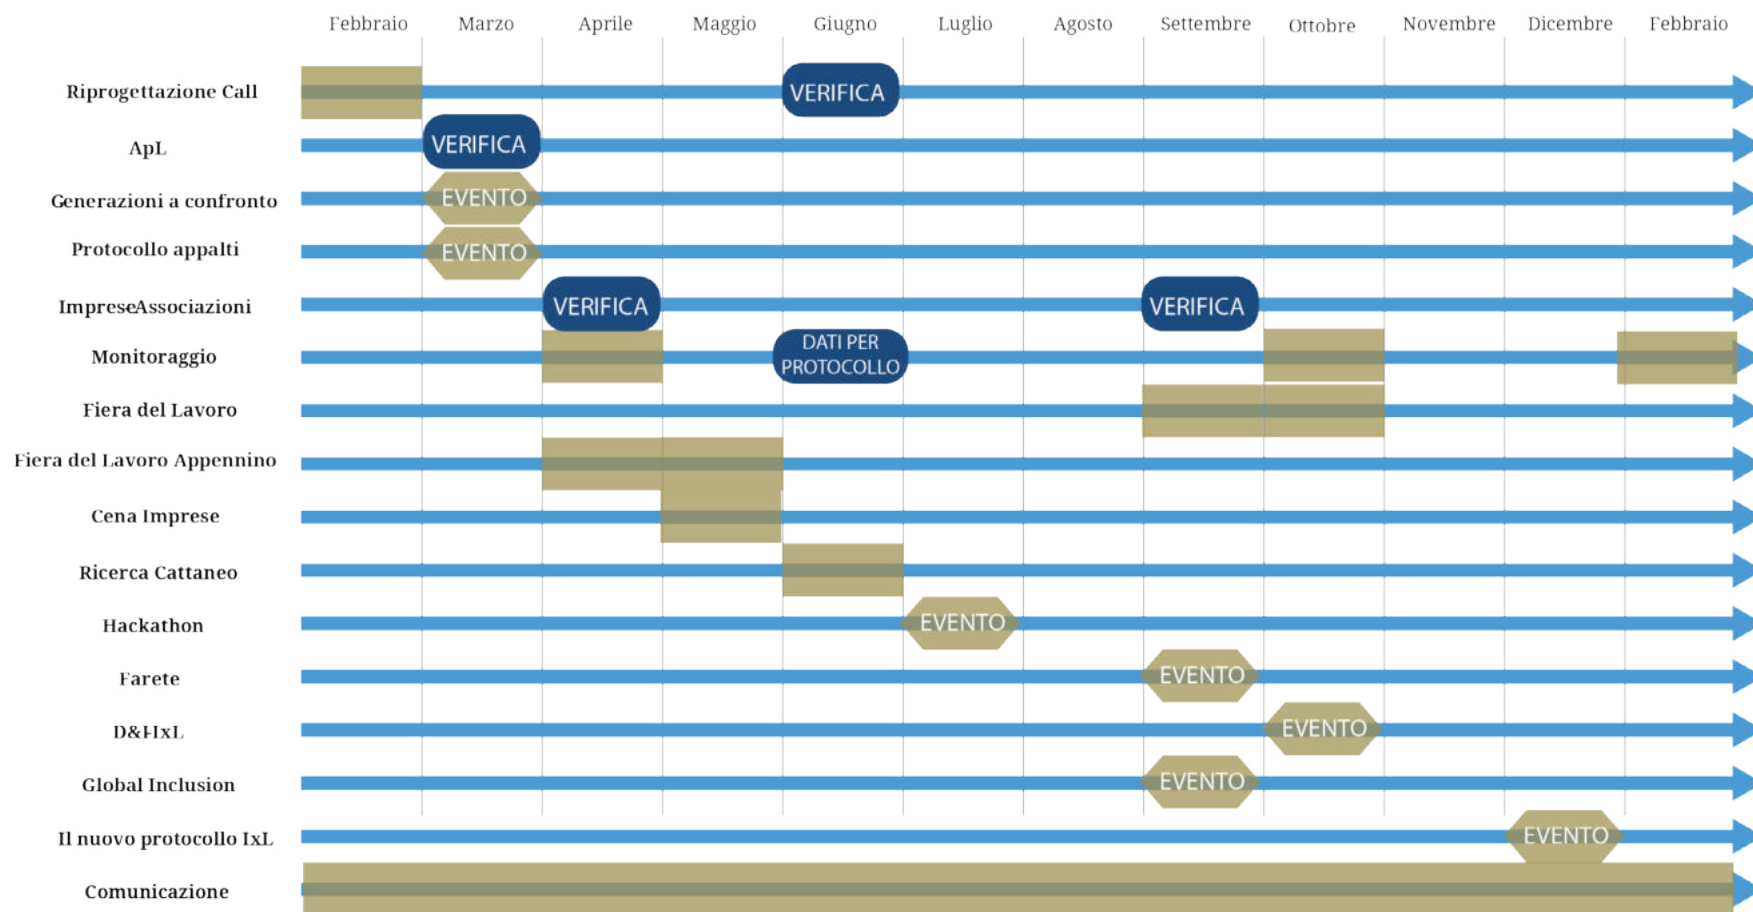 Febbraio Marzo Aprile Maggio Giugno Luglio Agosto Settembre Ottobre Novembre Dicembre Febbraio
Riprogettazione Call VERIFICA
ApL VERIFICA
Generazioni a confronto EVENTO
Protocollo appalti EVENTO
ImpreseAssociazioni VERIFICA VERIFICA
Monitoraggio DATI PER
PROTOCOLLO
Fiera del Lavoro
Fiera del Lavoro Appennino
Cena Imprese
Ricerca Cattaneo
Hackathon EVENTO
Farete EVENTO
D&IIxL EVENTO
Global Inclusion EVENTO
Il nuovo protocollo IxL EVENTO
Comunicazione